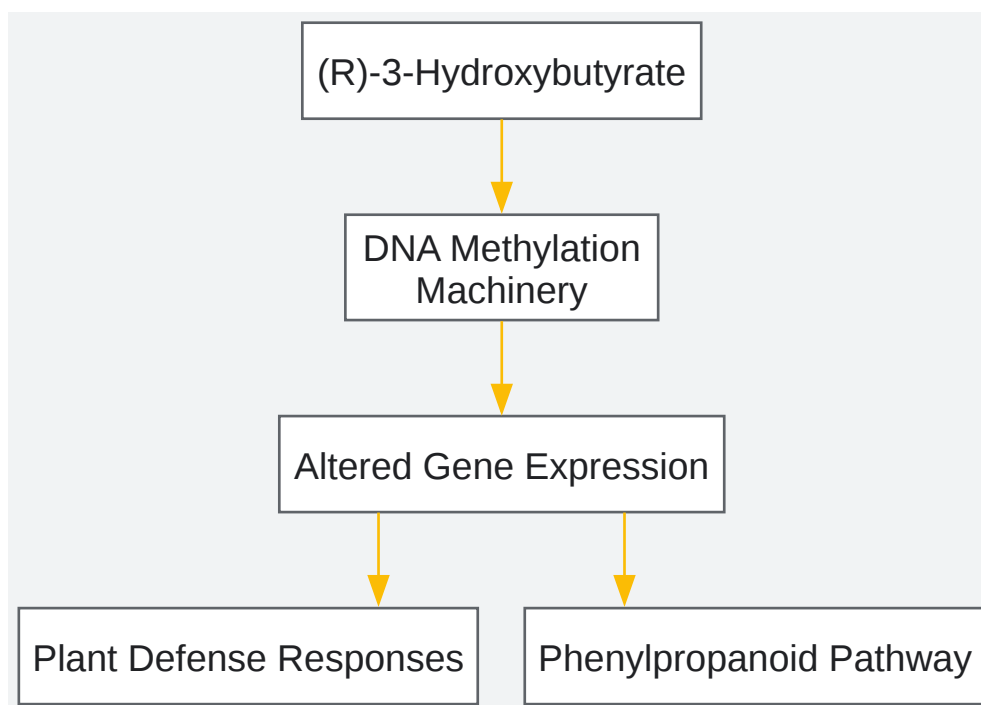 (R)-3-Hydroxybutyrate
DNA Methylation
Machinery
Altered Gene Expression
Plant Defense Responses
Phenylpropanoid Pathway